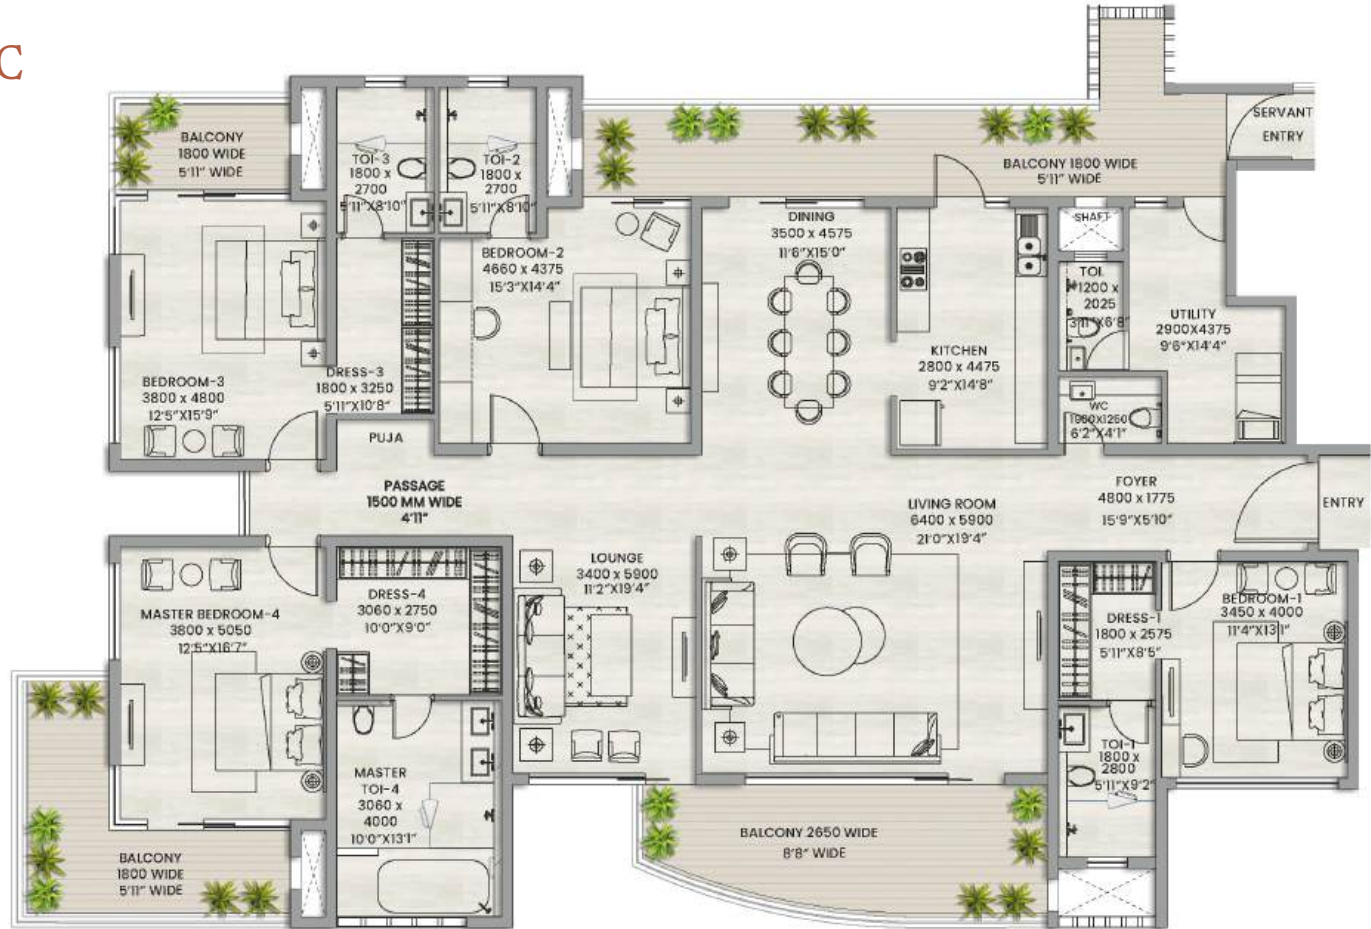 C
BALCONY
1800 WIDE
5'11" WIDE
TOI-3
1800 x
2700
5'11"X8'10"
TOI-2
1800 x
2700
5'11"X8'10"
BALCONY 1800 WIDE
5'11" WIDE
SERVANT
ENTRY
BEDROOM-2
4660 x 4375
15'3"X14'4"
DINING
3500 x 4575
11'6"X15'0"
SHAFT
TOI.
1200 x
2025
3'11"X6'8"
UTILITY
2900X4375
9'6"X14'4"
KITCHEN
2800 x 4475
9'2"X14'8"
BEDROOM-3
3800 x 4800
12'5"X15'9"
DRESS-3
1800 x 3250
5'11"X10'8"
WC
6'2"X4'1"
PUJA
PASSAGE
1500 MM WIDE
4'11"
LIVING ROOM
6400 x 5900
21'0"X19'4"
FOYER
4800 x 1775
15'9"X5'10"
ENTRY
LOUNGE
3400 x 5900
11'2"X19'4"
MASTER BEDROOM-4
3800 x 5050
12'5"X16'7"
DRESS-4
3060 x 2750
10'0"X9'0"
DRESS-1
1800 x 2575
5'11"X8'5"
BEDROOM-1
3450 x 4000
11'4"X13'1"
MASTER
TOI-4
3060 x
4000
10'0"X13'1"
TOI-1
1800 x
2800
5'11"X9'2"
BALCONY 2650 WIDE
8'8" WIDE
BALCONY
1800 WIDE
5'11" WIDE